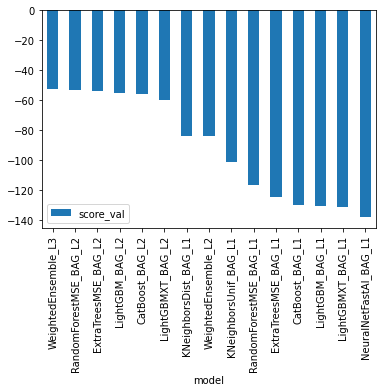 0
−20
−40
−60
−80
−100
−120
−140
score_val
WeightedEnsemble_L3
RandomForestMSE_BAG_L2
ExtraTreesMSE_BAG_L2
LightGBM_BAG_L2
CatBoost_BAG_L2
LightGBMXT_BAG_L2
KNeighborsDist_BAG_L1
WeightedEnsemble_L2
KNeighborsUnif_BAG_L1
RandomForestMSE_BAG_L1
ExtraTreesMSE_BAG_L1
CatBoost_BAG_L1
LightGBM_BAG_L1
LightGBMXT_BAG_L1
NeuralNetFastAI_BAG_L1
model